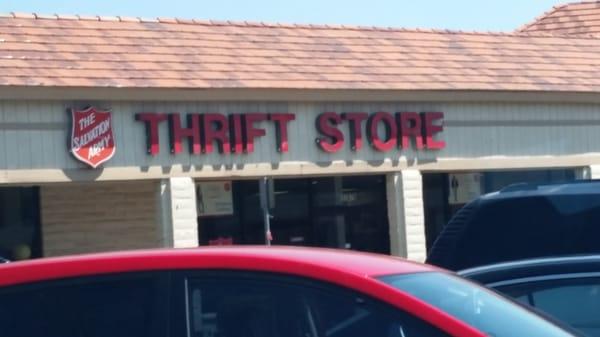 THE
SALVATION
ARMY
THRIFT STORE